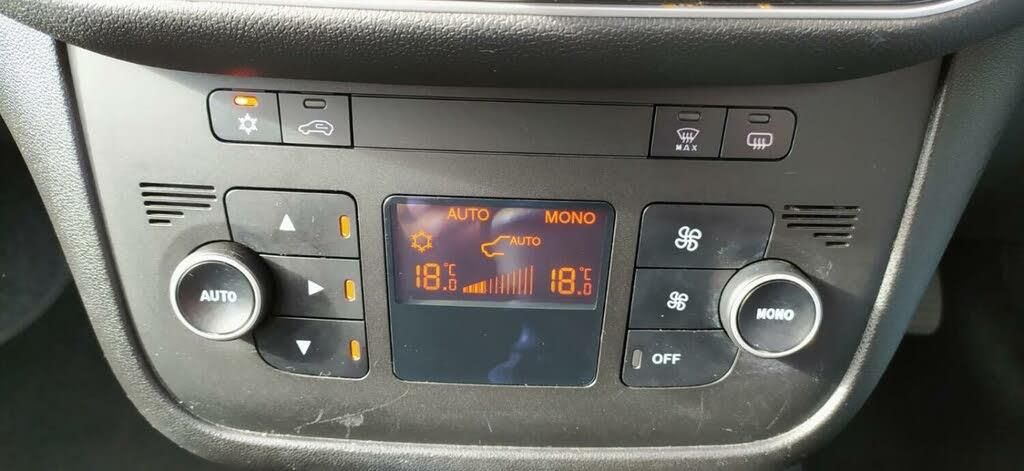 MAX
AUTO MONO
AUTO
18.0°C 18.0°C
AUTO
MONO
OFF